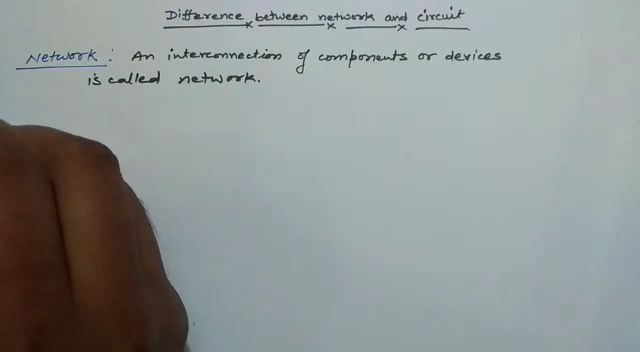 Difference between network and circuit
Network : An interconnection of components or devices
is called network.